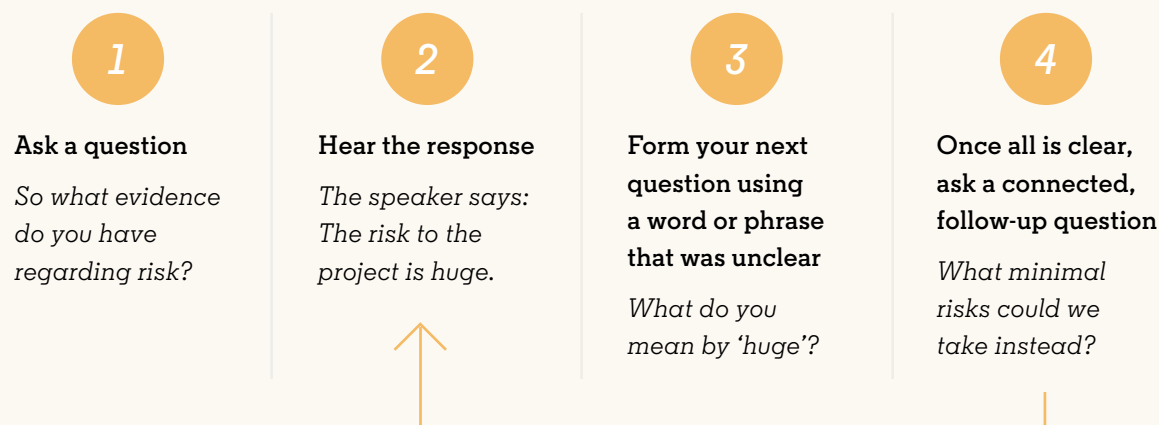 1
Ask a question
So what evidence
do you have
regarding risk?
2
Hear the response
The speaker says:
The risk to the
project is huge.
3
Form your next
question using
a word or phrase
that was unclear
What do you
mean by ‘huge’?
4
Once all is clear,
ask a connected,
follow-up question
What minimal
risks could we
take instead?